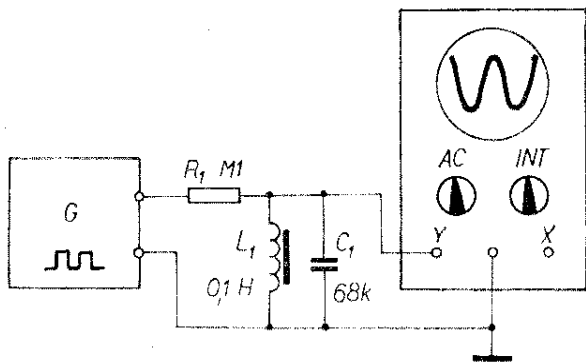 AC INT
R₁ M1
G
Y X
L₁ C₁
0,1 H 68k